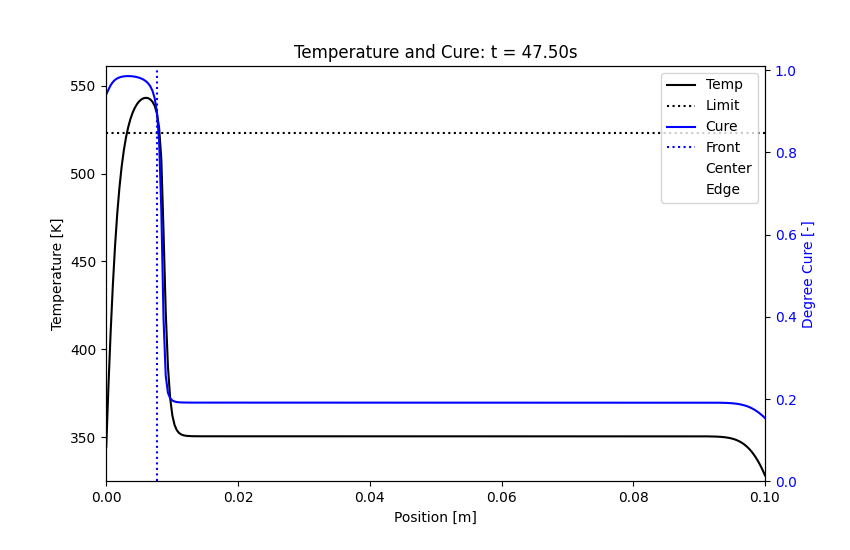 Temperature and Cure: t = 47.50s
Temperature [K]
550
500
450
400
350
Temp
Limit
Cure
Front
Center
Edge
1.0
0.8
0.6
0.4
0.2
0.0
Degree Cure [-]
0.00 0.02 0.04 0.06 0.08 0.10
Position [m]